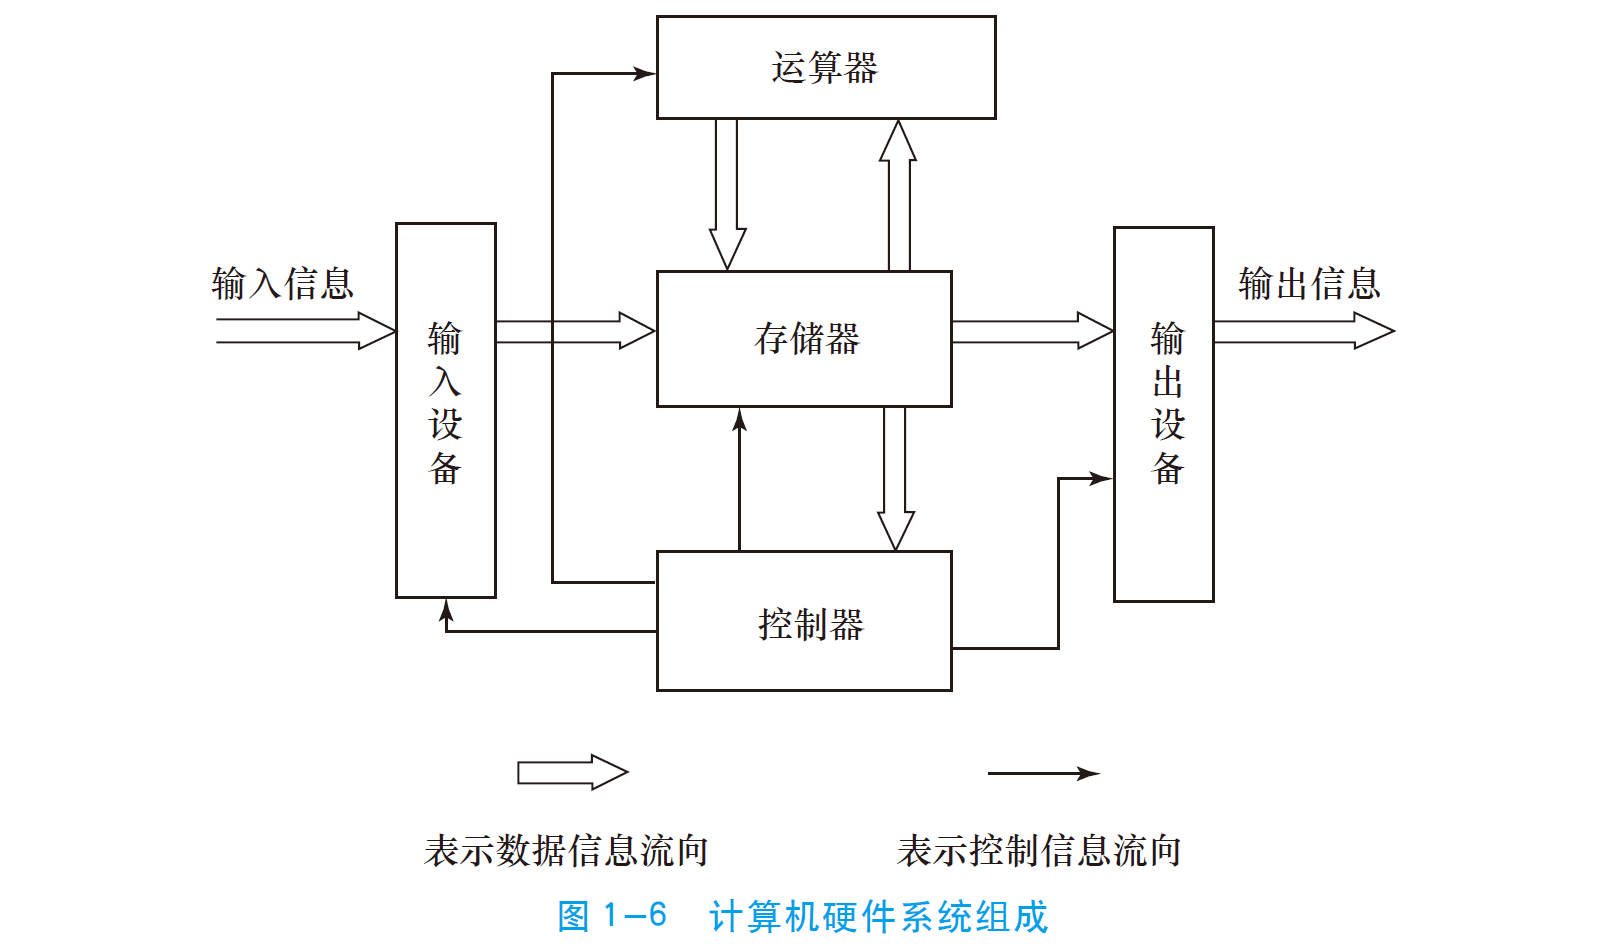 运算器
输入信息
输出信息
输入设备
存储器
输出设备
控制器
表示数据信息流向
表示控制信息流向
图 1–6 计算机硬件系统组成